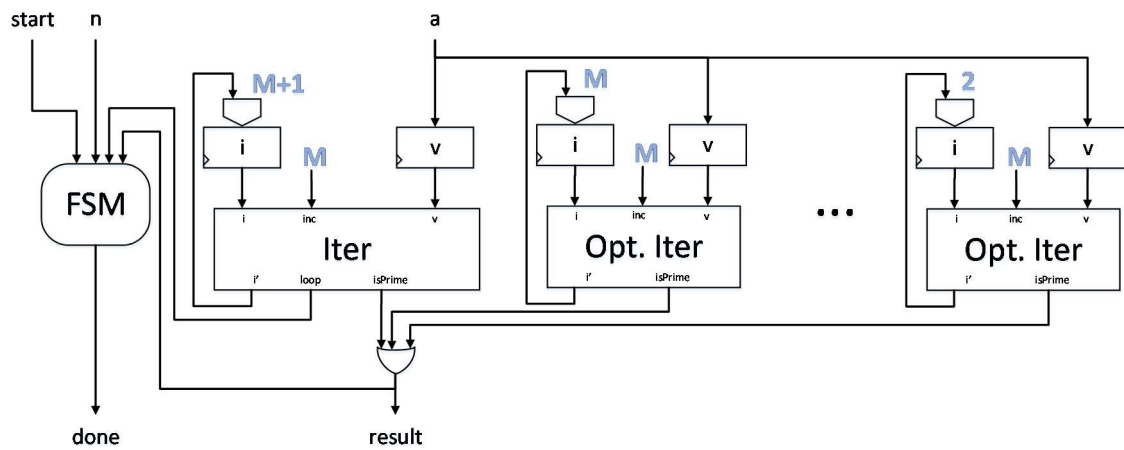 start n a
M+1 M 2
i v i v i v
M M M
FSM
i inc v i inc v i inc v
Iter Opt. Iter ... Opt. Iter
i' loop isPrime i' isPrime i' isPrime
done result